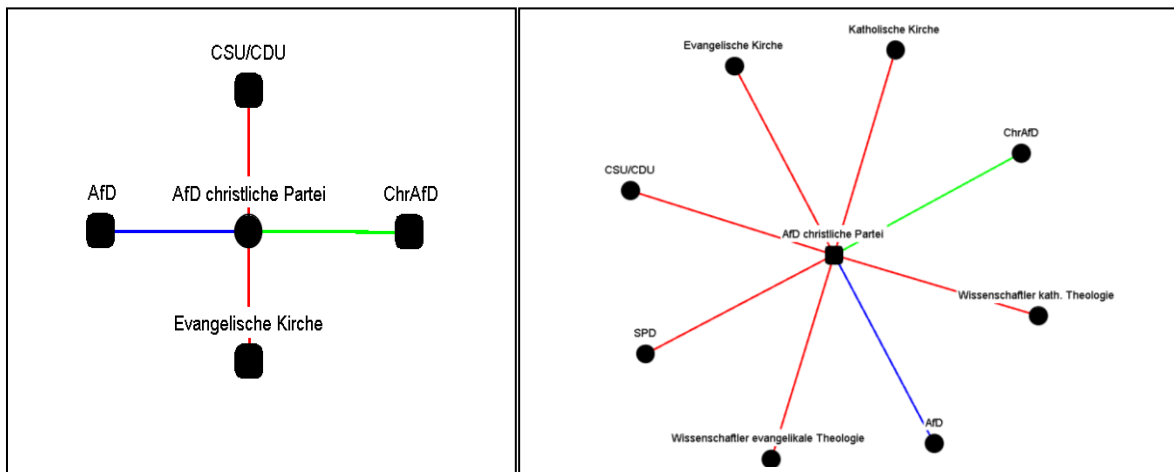 CSU/CDU
AfD
AfD christliche Partei
ChrAfD
Evangelische Kirche
Katholische Kirche
Evangelische Kirche
ChrAfD
CSU/CDU
AfD christliche Partei
Wissenschaftler kath. Theologie
SPD
AfD
Wissenschaftler evangelikale Theologie